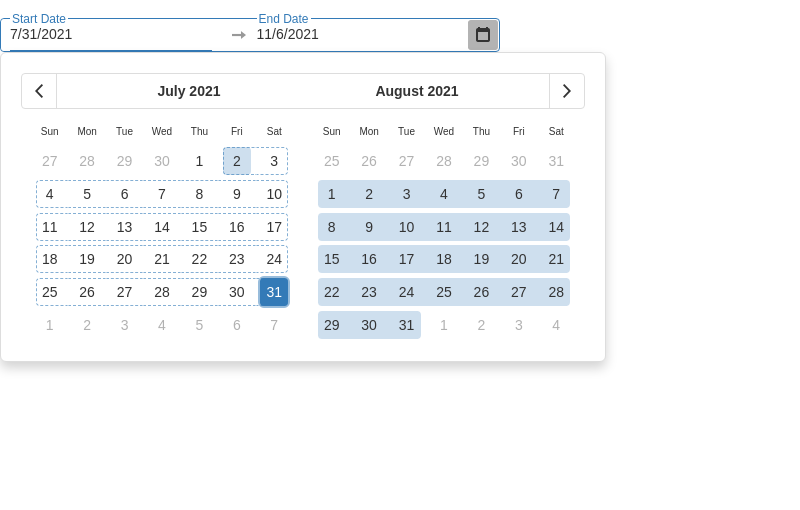 Start Date End Date
7/31/2021 11/6/2021
July 2021 August 2021
Sun Mon Tue Wed Thu Fri Sat Sun Mon Tue Wed Thu Fri Sat
27 28 29 30 1 2 3 25 26 27 28 29 30 31
4 5 6 7 8 9 10 1 2 3 4 5 6 7
11 12 13 14 15 16 17 8 9 10 11 12 13 14
18 19 20 21 22 23 24 15 16 17 18 19 20 21
25 26 27 28 29 30 31 22 23 24 25 26 27 28
1 2 3 4 5 6 7 29 30 31 1 2 3 4